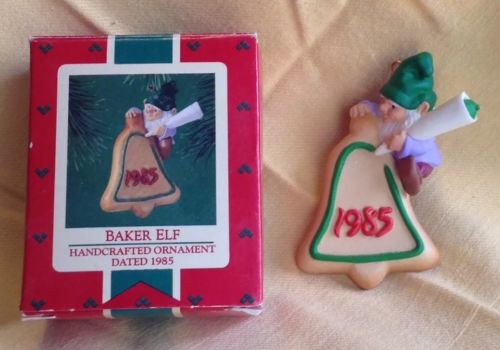 1985
BAKER ELF
HANDCRAFTED ORNAMENT
DATED 1985
1985